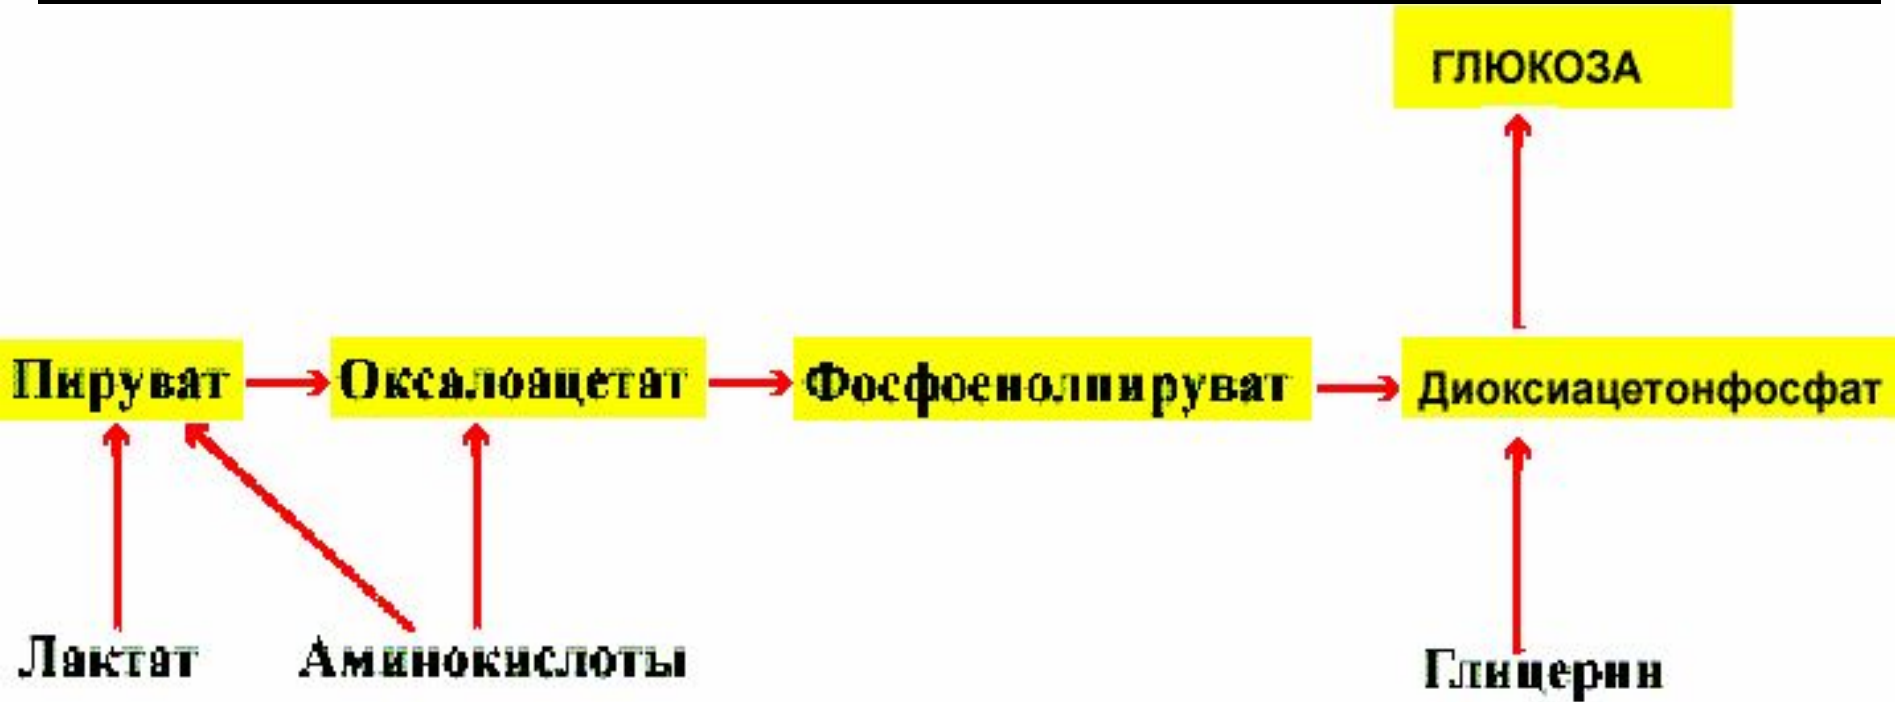 ГЛЮКОЗА
Пируват
Оксалоацетат
Фосфоенолпируват
Диоксиацетонфосфат
Лактат
Аминокислоты
Глицерин